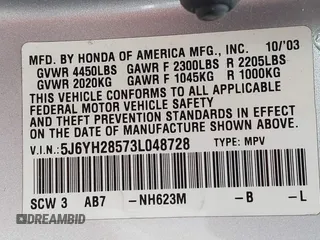 MFD. BY HONDA OF AMERICA MFG., INC. 10/'03
GVWR 4450LBS GAWR F 2300LBS R 2205LBS
GVWR 2020KG GAWR F 1045KG R 1000KG
THIS VEHICLE CONFORMS TO ALL APPLICABLE
FEDERAL MOTOR VEHICLE SAFETY AND
THEFT PREVENTION STANDARDS IN EFFECT ON THE
DATE OF MANUFACTURE SHOWN ABOVE.
V.I.N.: 5J6YH28573L048728 TYPE: MPV
SCW 3 AB7 -NH623M -B -L
DREAMBID